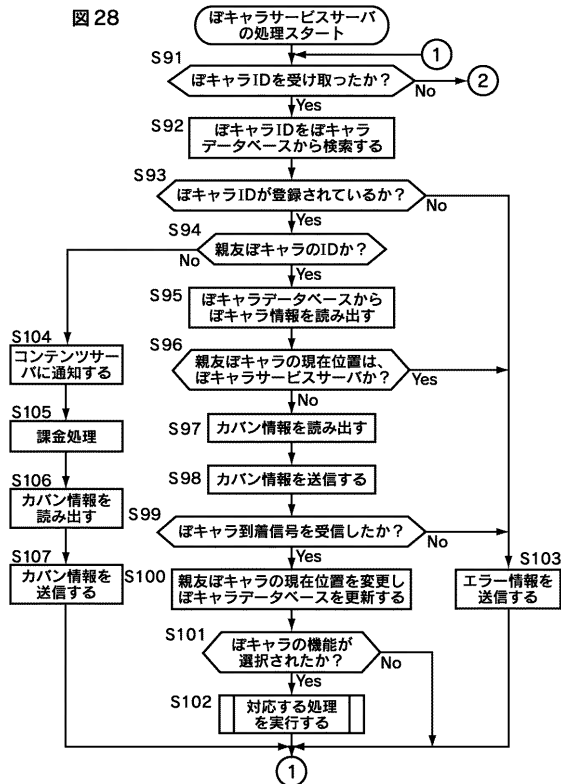 図28
ぽキャラサービスサーバ
の処理スタート
1
S91
ぽキャラIDを受け取ったか？
No
2
Yes
S92
ぽキャラIDをぽキャラ
データベースから検索する
S93
ぽキャラIDが登録されているか？
No
Yes
S94
親友ぽキャラのIDか？
No
Yes
S95
ぽキャラデータベースから
ぽキャラ情報を読み出す
S104
コンテンツサー
バに通知する
S96
親友ぽキャラの現在位置は、
ぽキャラサービスサーバか？
Yes
No
S105
課金処理
S97
カバン情報を読み出す
S106
カバン情報を
読み出す
S98
カバン情報を送信する
S99
ぽキャラ到着信号を受信したか？
No
Yes
S107
カバン情報を
送信する
S100
親友ぽキャラの現在位置を変更し
ぽキャラデータベースを更新する
S103
エラー情報を
送信する
S101
ぽキャラの機能が
選択されたか？
No
Yes
S102
対応する処理
を実行する
1